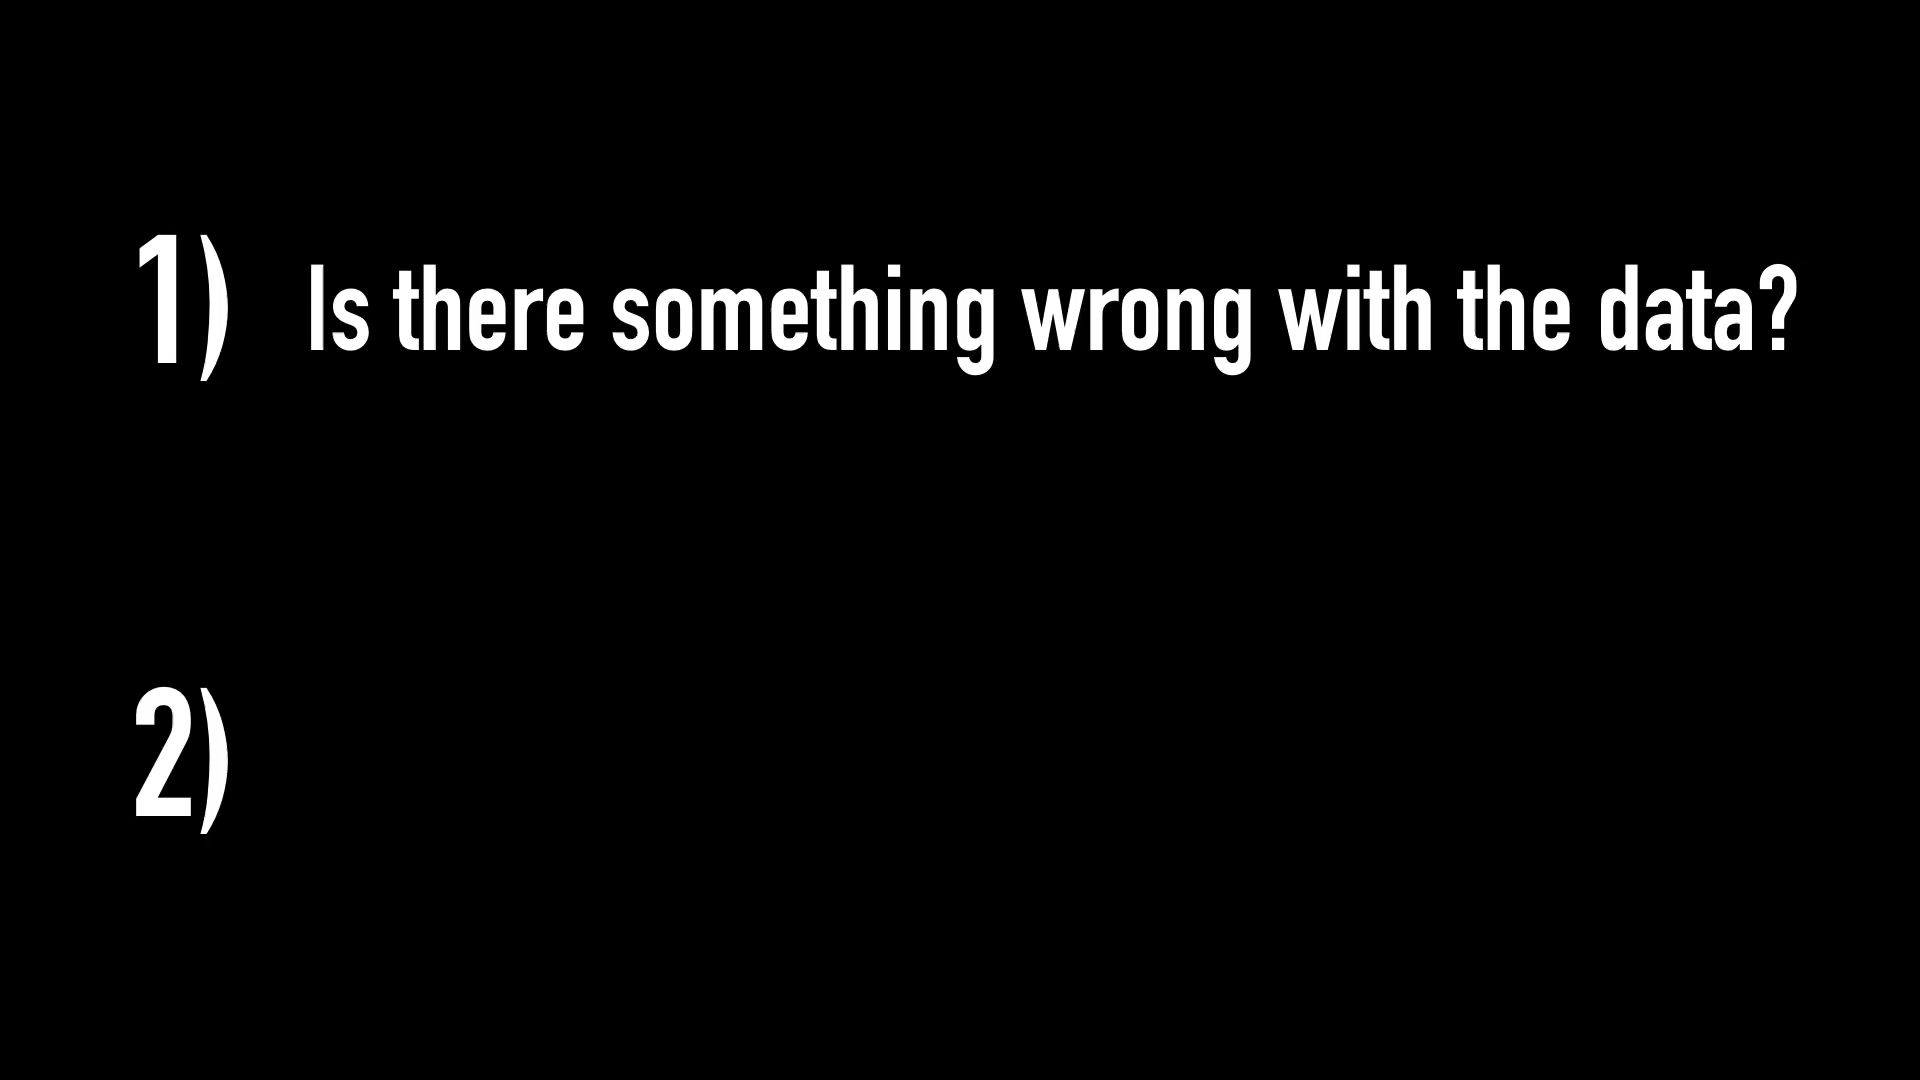 1) Is there something wrong with the data?
2)